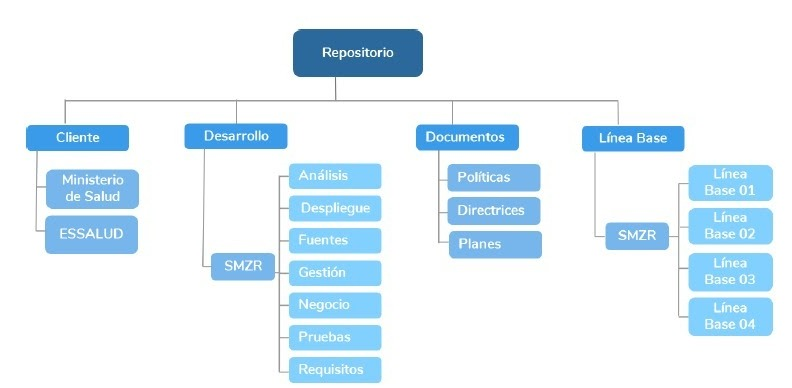 Repositorio
Cliente
Ministerio
de Salud
ESSALUD
Desarrollo
SMZR
Análisis
Despliegue
Fuentes
Gestión
Negocio
Pruebas
Requisitos
Documentos
Políticas
Directrices
Planes
Línea Base
SMZR
Línea
Base 01
Línea
Base 02
Línea
Base 03
Línea
Base 04